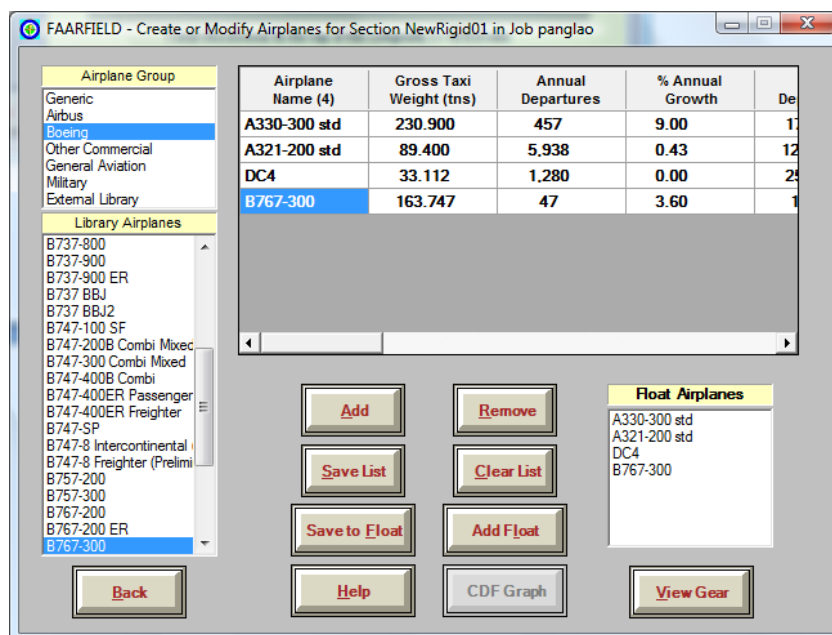 FAARFIELD - Create or Modify Airplanes for Section NewRigid01 in Job panglao
Airplane Group
Generic
Airbus
Boeing
Other Commercial
General Aviation
Military
External Library
Library Airplanes
B737-800
B737-900
B737-900 ER
B737 BBJ
B737 BBJ2
B747-100 SF
B747-200B Combi Mixed
B747-300 Combi Mixed
B747-400B Combi
B747-400ER Passenger
B747-400ER Freighter
B747-SP
B747-8 Intercontinental (
B747-8 Freighter (Prelimi
B757-200
B757-300
B767-200
B767-200 ER
B767-300
Airplane Name (4) Gross Taxi Weight (tns) Annual Departures % Annual Growth De
A330-300 std 230.900 457 9.00 17
A321-200 std 89.400 5,938 0.43 12
DC4 33.112 1,280 0.00 25
B767-300 163.747 47 3.60 1
Add
Remove
Save List
Clear List
Save to Float
Add Float
Help
CDF Graph
Float Airplanes
A330-300 std
A321-200 std
DC4
B767-300
Back
View Gear